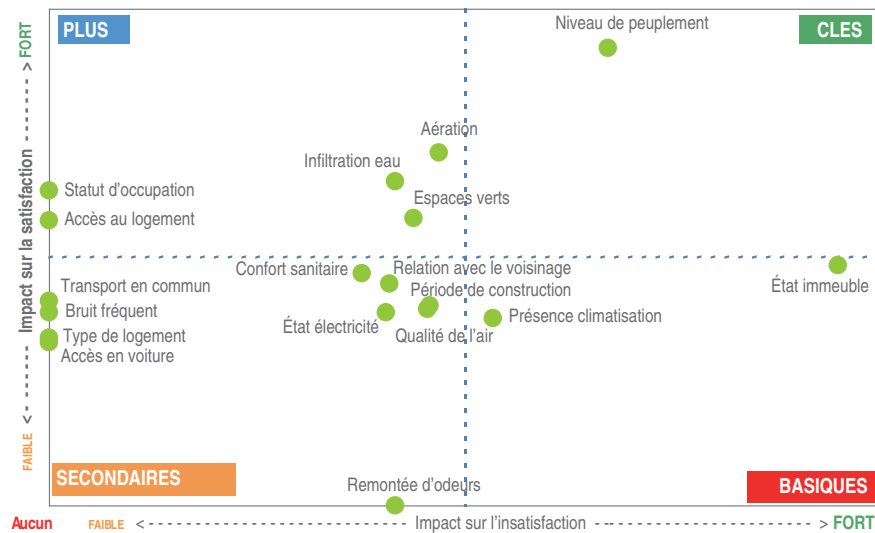 PLUS
Niveau de peuplement
CLES
Aération
Infiltration eau
Statut d'occupation
Espaces verts
Accès au logement
Confort sanitaire
Relation avec le voisinage
Transport en commun
Période de construction
État immeuble
Bruit fréquent
État électricité
Présence climatisation
Type de logement
Qualité de l'air
Accès en voiture
SECONDAIRES
Remontée d'odeurs
BASIQUES
FAIBLE <------- Impact sur la satisfaction -------> FORT
Aucun FAIBLE <------- Impact sur l'insatisfaction -------> FORT